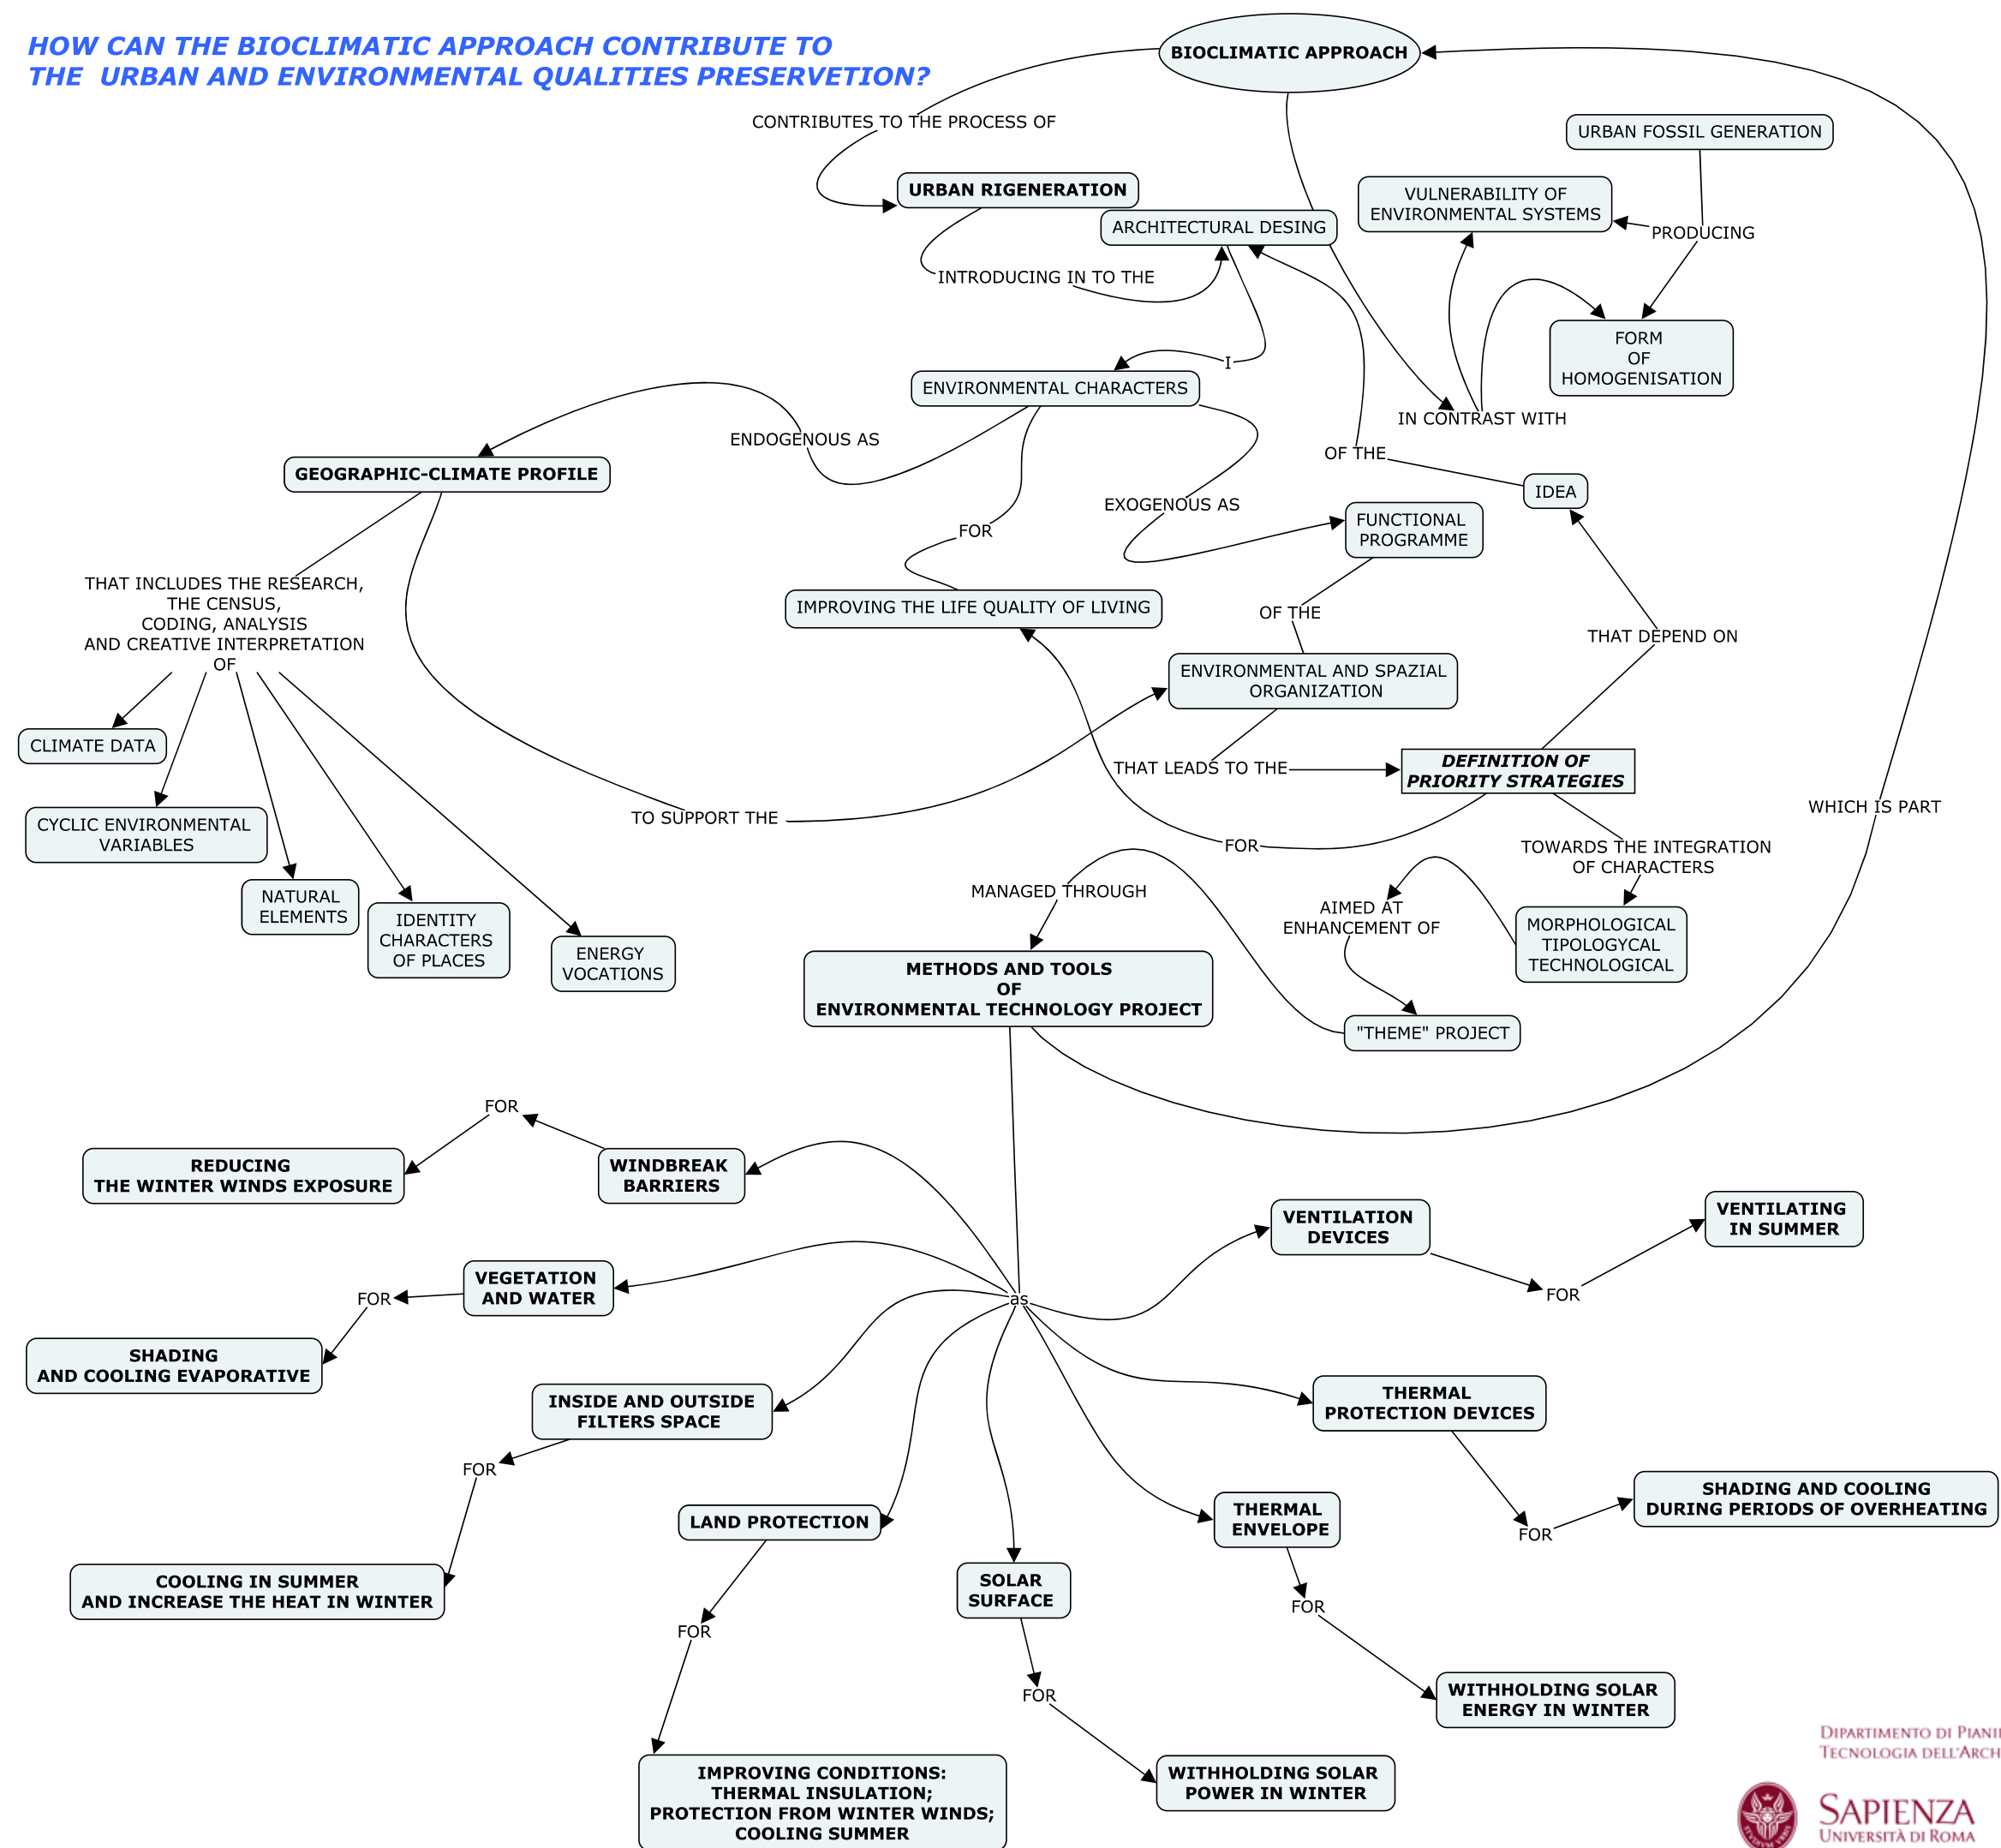 HOW CAN THE BIOCLIMATIC APPROACH CONTRIBUTE TO
THE URBAN AND ENVIRONMENTAL QUALITIES PRESERVETION?
BIOCLIMATIC APPROACH
CONTRIBUTES TO THE PROCESS OF
URBAN FOSSIL GENERATION
URBAN RIGENERATION
VULNERABILITY OF
ENVIRONMENTAL SYSTEMS
ARCHITECTURAL DESING
PRODUCING
INTRODUCING IN TO THE
FORM
OF
HOMOGENISATION
I
ENVIRONMENTAL CHARACTERS
IN CONTRAST WITH
ENDOGENOUS AS
OF THE
GEOGRAPHIC-CLIMATE PROFILE
IDEA
EXOGENOUS AS
FUNCTIONAL
PROGRAMME
FOR
THAT INCLUDES THE RESEARCH,
THE CENSUS,
CODING, ANALYSIS
AND CREATIVE INTERPRETATION
OF
IMPROVING THE LIFE QUALITY OF LIVING
OF THE
THAT DEPEND ON
ENVIRONMENTAL AND SPAZIAL
ORGANIZATION
CLIMATE DATA
THAT LEADS TO THE
DEFINITION OF
PRIORITY STRATEGIES
CYCLIC ENVIRONMENTAL
VARIABLES
TO SUPPORT THE
WHICH IS PART
FOR
TOWARDS THE INTEGRATION
OF CHARACTERS
NATURAL
ELEMENTS
IDENTITY
CHARACTERS
OF PLACES
ENERGY
VOCATIONS
MANAGED THROUGH
AIMED AT
ENHANCEMENT OF
MORPHOLOGICAL
TIPOLOGYCAL
TECHNOLOGICAL
METHODS AND TOOLS
OF
ENVIRONMENTAL TECHNOLOGY PROJECT
"THEME" PROJECT
FOR
REDUCING
THE WINTER WINDS EXPOSURE
WINDBREAK
BARRIERS
VENTILATION
DEVICES
VENTILATING
IN SUMMER
VEGETATION
AND WATER
FOR
as
FOR
SHADING
AND COOLING EVAPORATIVE
INSIDE AND OUTSIDE
FILTERS SPACE
THERMAL
PROTECTION DEVICES
FOR
LAND PROTECTION
THERMAL
ENVELOPE
SHADING AND COOLING
DURING PERIODS OF OVERHEATING
FOR
COOLING IN SUMMER
AND INCREASE THE HEAT IN WINTER
SOLAR
SURFACE
FOR
FOR
FOR
WITHHOLDING SOLAR
ENERGY IN WINTER
IMPROVING CONDITIONS:
THERMAL INSULATION;
PROTECTION FROM WINTER WINDS;
COOLING SUMMER
WITHHOLDING SOLAR
POWER IN WINTER
DIPARTIMENTO DI
TECNOLOGIA
SAPIENZA
UNIVERSITÀ DI ROMA